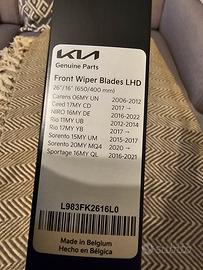 KIA
Genuine Parts
Front Wiper Blades LHD
26"/16" (650/400 mm)
Carens 06MY UN 2006-2012
Ceed 17MY CD 2017 →
NIRO 16MY DE 2016-2022
Rio 11MY UB 2012-2014
Rio 17MY YB 2017 →
Sorento 15MY UM 2015-2017
Sorento 20MY MQ4 2020 →
Sportage 16MY QL 2016-2021
L983FK2616L0
Made in Belgium
Hecho en Bélgica
subito